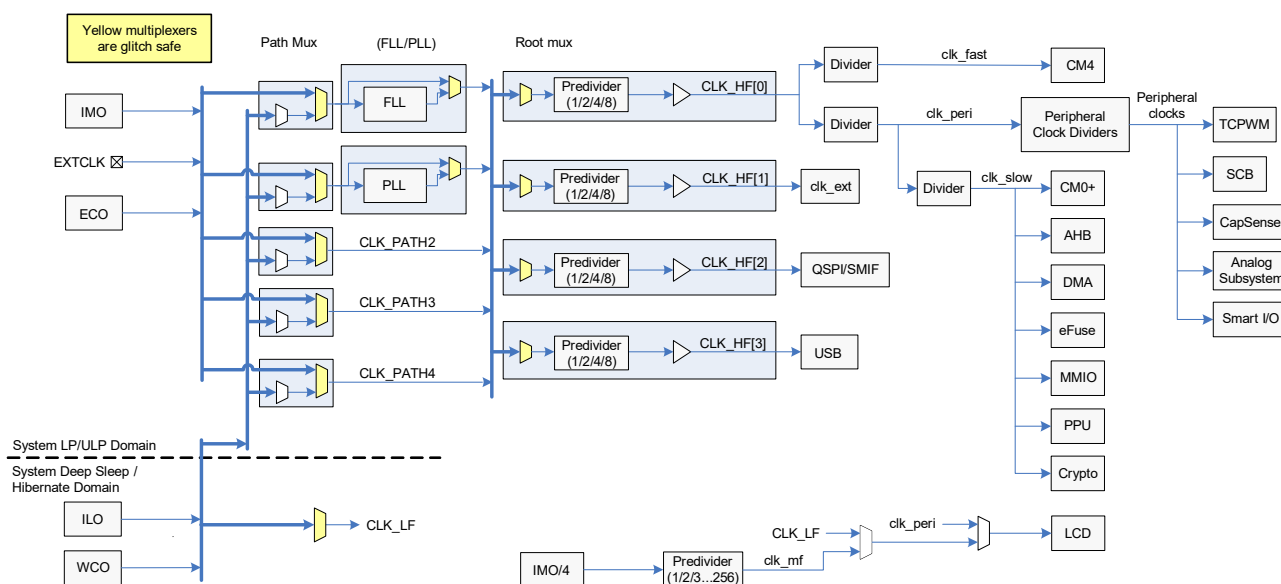 Yellow multiplexers
are glitch safe
Path Mux
(FLL/PLL)
Root mux
IMO
EXTCLK
ECO
FLL
PLL
CLK_PATH2
CLK_PATH3
CLK_PATH4
Predivider
(1/2/4/8)
CLK_HF[0]
Predivider
(1/2/4/8)
CLK_HF[1]
clk_ext
Predivider
(1/2/4/8)
CLK_HF[2]
QSPI/SMIF
Predivider
(1/2/4/8)
CLK_HF[3]
USB
Divider
clk_fast
CM4
Divider
clk_peri
Peripheral
Clock Dividers
Peripheral
clocks
TCPWM
SCB
CapSense
Analog
Subsystem
Smart I/O
Divider
clk_slow
CM0+
AHB
DMA
eFuse
MMIO
PPU
Crypto
System LP/ULP Domain
System Deep Sleep /
Hibernate Domain
ILO
WCO
CLK_LF
IMO/4
Predivider
(1/2/3...256)
clk_mf
CLK_LF
clk_peri
LCD